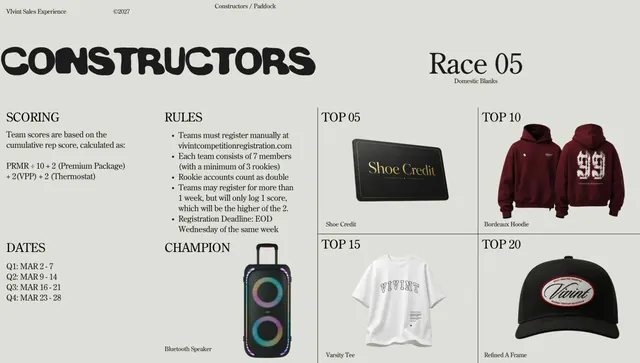 Vivint Sales Experience
©2027
Constructors / Paddock
CONSTRUCTORS
Race 05
Domestic Blanks
SCORING
Team scores are based on the
cumulative rep score, calculated as:
PRMR ÷ 10 + 2 (Premium Package)
+ 2 (VPP) + 2 (Thermostat)
RULES
• Teams must register manually at
vivintcompetitionregistration.com
• Each team consists of 7 members
(with a minimum of 3 rookies)
• Rookie accounts count as double
• Teams may register for more than
1 week, but will only log 1 score,
which will be the higher of the 2.
• Registration Deadline: EOD
Wednesday of the same week
DATES
Q1: MAR 2 - 7
Q2: MAR 9 - 14
Q3: MAR 16 - 21
Q4: MAR 23 - 28
CHAMPION
Bluetooth Speaker
TOP 05
Shoe Credit
Shoe Credit
TOP 10
99
Bordeaux Hoodie
TOP 15
VIVINT
Varsity Tee
TOP 20
Vivint
Refined A Frame